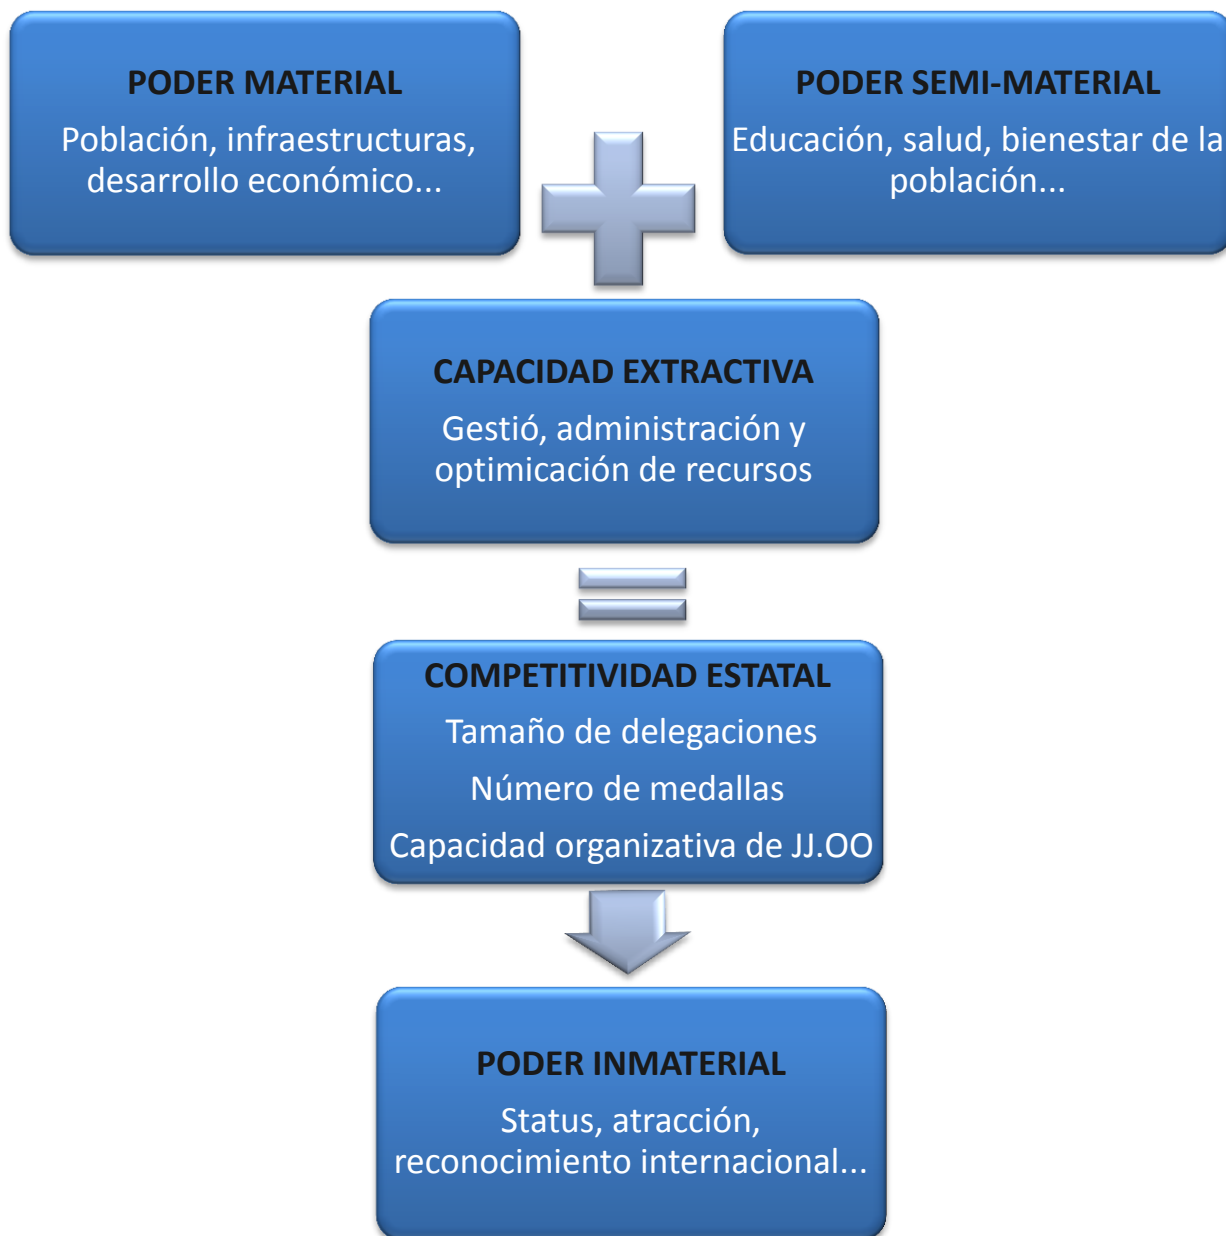 PODER MATERIAL
Población, infraestructuras,
desarrollo económico...
PODER SEMI-MATERIAL
Educación, salud, bienestar de la
población...
CAPACIDAD EXTRACTIVA
Gestió, administración y
optimicación de recursos
COMPETITIVIDAD ESTATAL
Tamaño de delegaciones
Número de medallas
Capacidad organizativa de JJ.OO
PODER INMATERIAL
Status, atracción,
reconocimiento internacional...